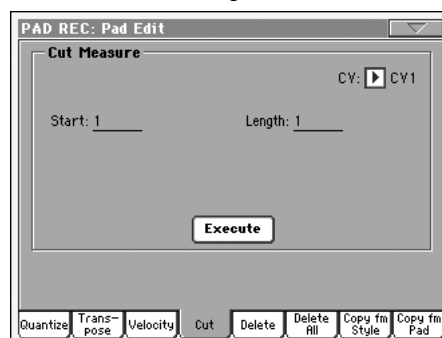 PAD REC: Pad Edit
Cut Measure
CV: CV1
Start: 1 Length: 1
Execute
Quantize Trans-pose Velocity Cut Delete Delete All Copy fm Style Copy fm Pad